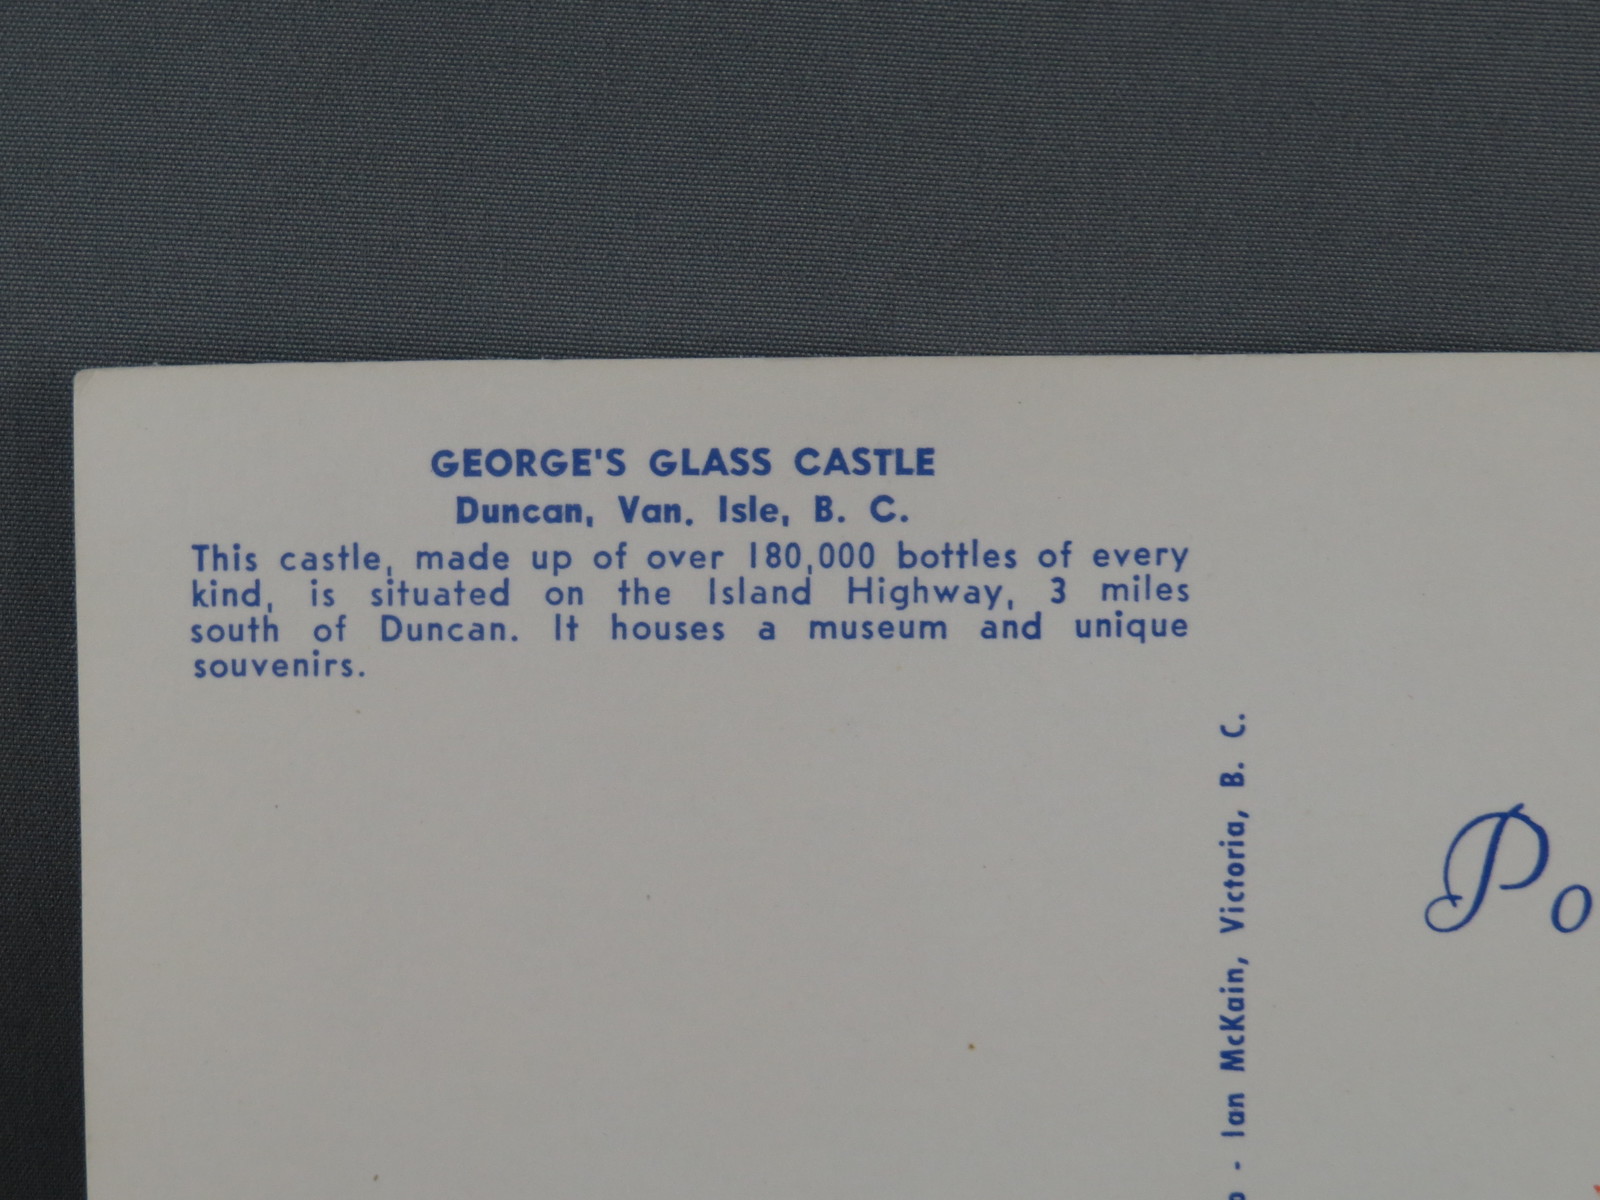 GEORGE'S GLASS CASTLE
Duncan, Van. Isle, B. C.
This castle, made up of over 180,000 bottles of every
kind, is situated on the Island Highway, 3 miles
south of Duncan. It houses a museum and unique
souvenirs.
- Ian McKain, Victoria, B. C.